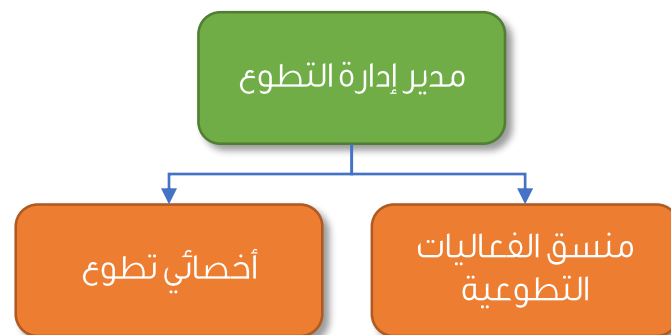 مدير إدارة التطوع
منسق الفعاليات
التطوعية
أخصائي تطوع